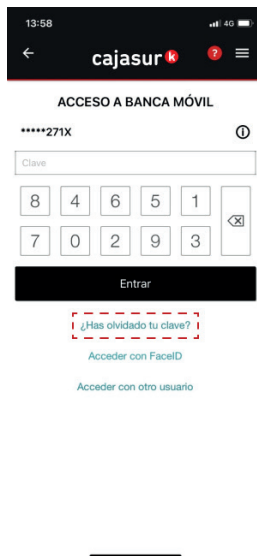 13:58
4G
cajasur k
?
ACCESO A BANCA MÓVIL
*****271X
Clave
8 4 6 5 1
7 0 2 9 3
Entrar
¿Has olvidado tu clave?
Acceder con FaceID
Acceder con otro usuario